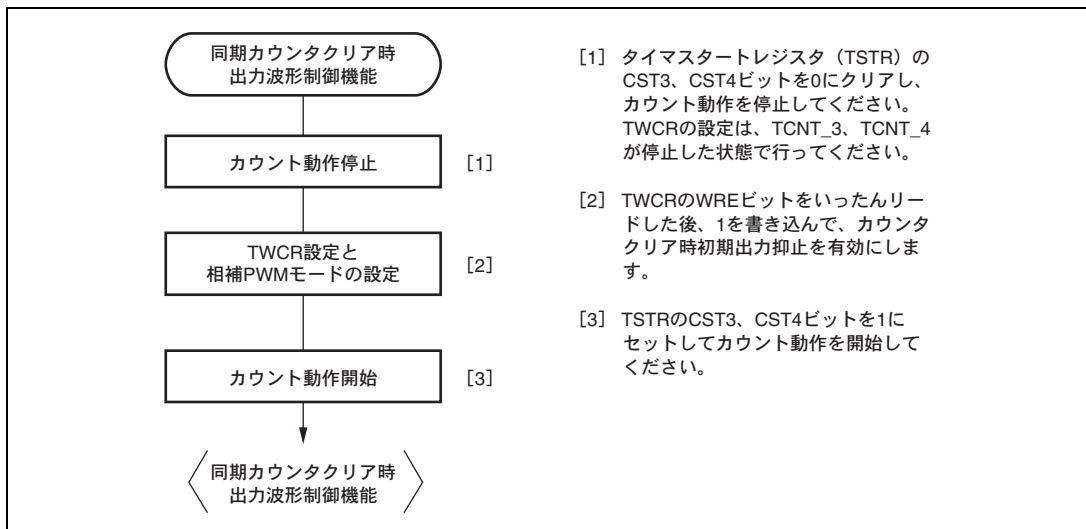 同期カウンタクリア時
出力波形制御機能
カウント動作停止 [1]
TWCR設定と
相補PWMモードの設定 [2]
カウント動作開始 [3]
同期カウンタクリア時
出力波形制御機能
[1] タイマスタートレジスタ（TSTR）の
CST3、CST4ビットを0にクリアし、
カウント動作を停止してください。
TWCRの設定は、TCNT_3、TCNT_4
が停止した状態で行ってください。
[2] TWCRのWREビットをいったんリー
ドした後、1を書き込んで、カウンタ
クリア時初期出力抑止を有効にしま
す。
[3] TSTRのCST3、CST4ビットを1に
セットしてカウント動作を開始して
ください。